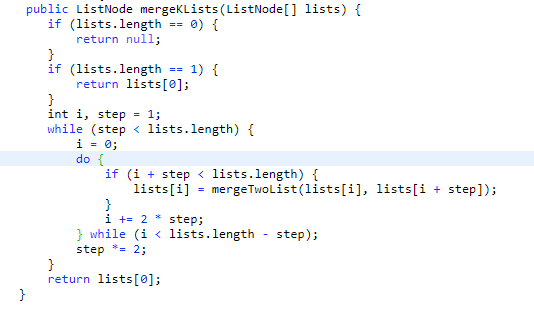 public ListNode mergeKLists(ListNode[] lists) {
    if (lists.length == 0) {
        return null;
    }
    if (lists.length == 1) {
        return lists[0];
    }
    int i, step = 1;
    while (step < lists.length) {
        i = 0;
        do {
            if (i + step < lists.length) {
                lists[i] = mergeTwoList(lists[i], lists[i + step]);
            }
            i += 2 * step;
        } while (i < lists.length - step);
        step *= 2;
    }
    return lists[0];
}